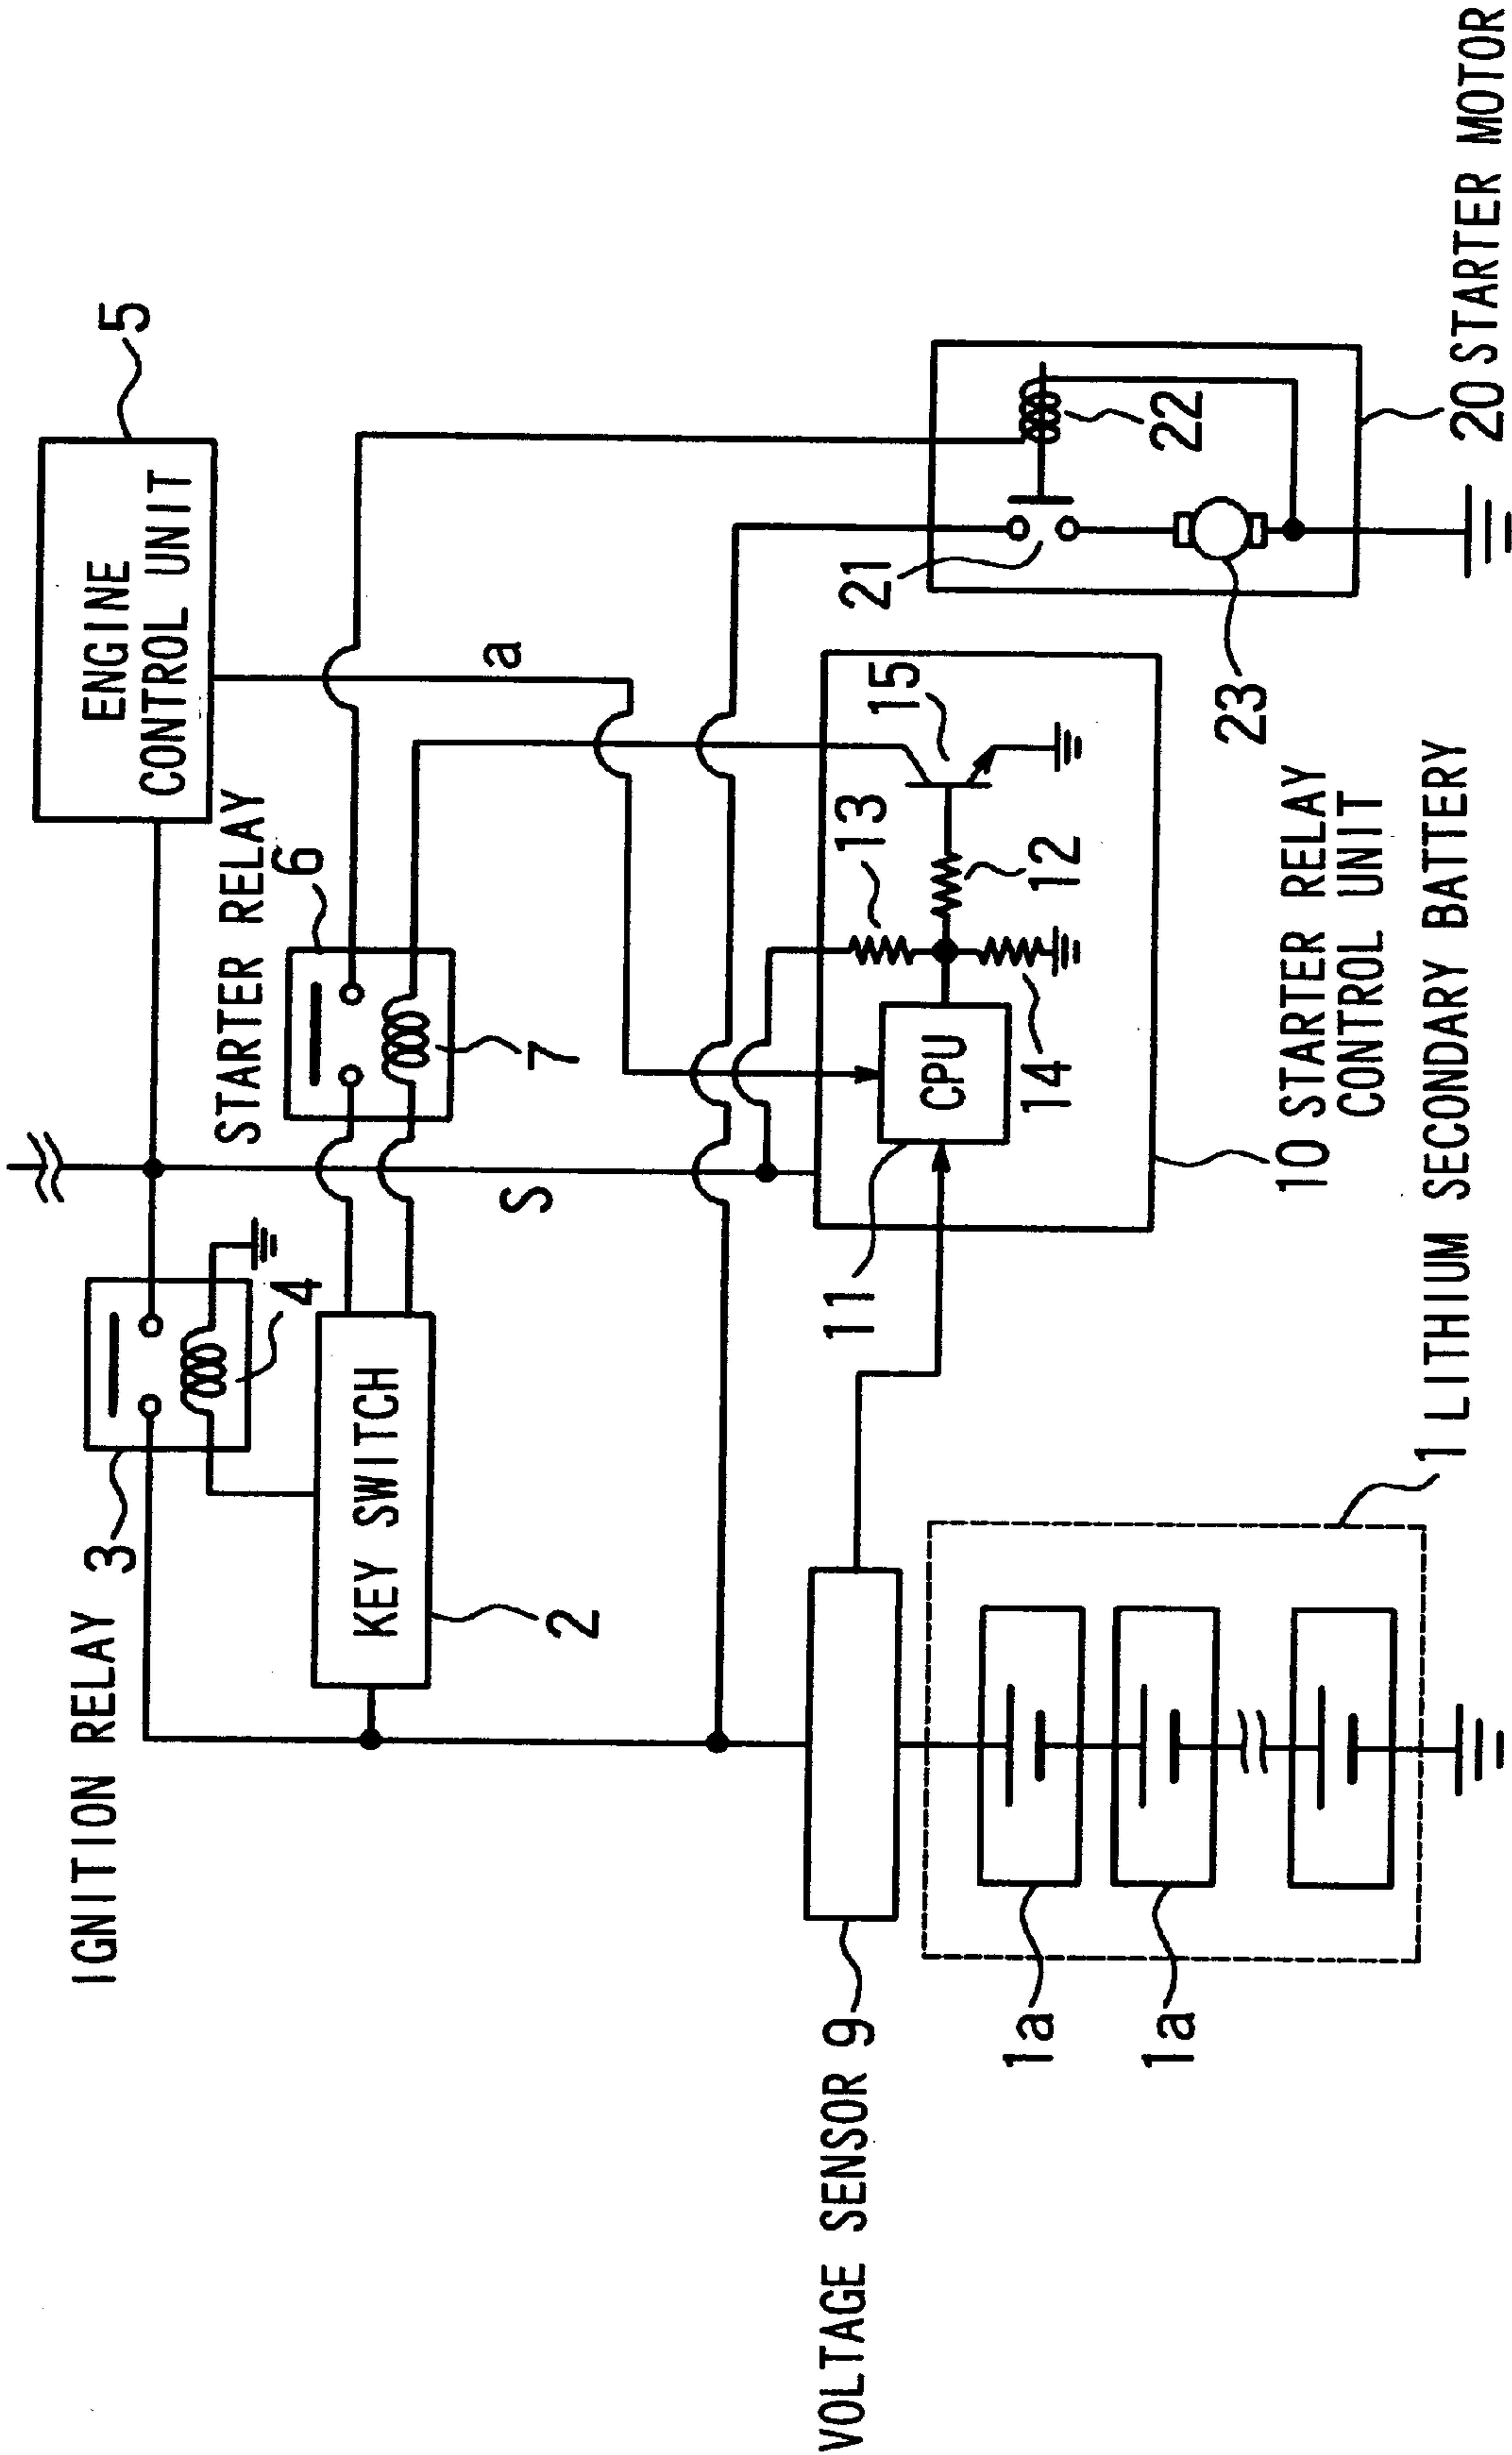 IGNITION RELAY
3
4
KEY SWITCH
2
STARTER RELAY
6
7
ENGINE
CONTROL UNIT
5
S
a
VOLTAGE SENSOR 9
11
CPU
13
14
12
15
10 STARTER RELAY
CONTROL UNIT
21
22
23
20 STARTER MOTOR
1a
1a
1 LITHIUM SECONDARY BATTERY